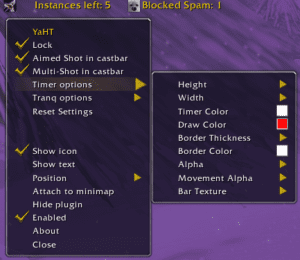 Instances left: 5 Blocked Spam: 1
YaHT
Lock
Aimed Shot in castbar
Multi-Shot in castbar
Timer options
Tranq options
Reset Settings
Show icon
Show text
Position
Attach to minimap
Hide plugin
Enabled
About
Close
Height
Width
Timer Color
Draw Color
Border Thickness
Border Color
Alpha
Movement Alpha
Bar Texture